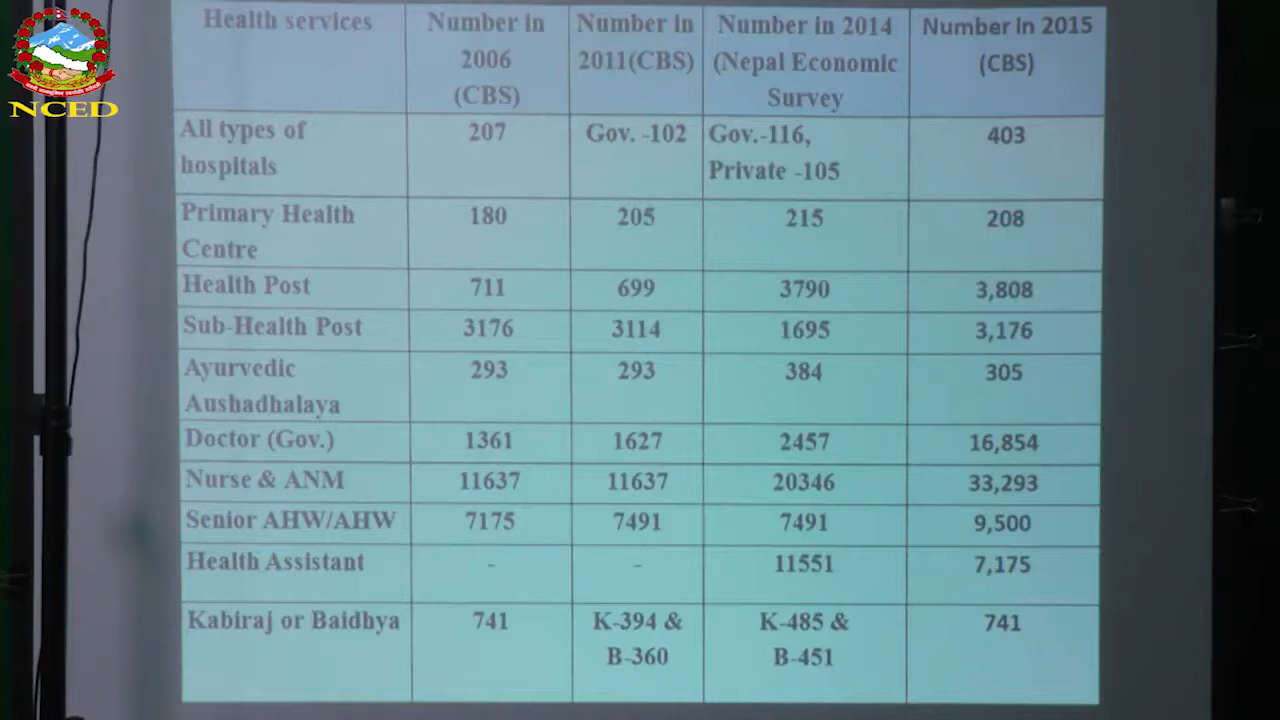 NCED
Health services
Number in
2006
(CBS)
Number in
2011(CBS)
Number in 2014
(Nepal Economic
Survey
Number in 2015
(CBS)
All types of
hospitals
207
Gov. -102
Gov.-116,
Private -105
403
Primary Health
Centre
180
205
215
208
Health Post
711
699
3790
3,808
Sub-Health Post
3176
3114
1695
3,176
Ayurvedic
Aushadhalaya
293
293
384
305
Doctor (Gov.)
1361
1627
2457
16,854
Nurse & ANM
11637
11637
20346
33,293
Senior AHW/AHW
7175
7491
7491
9,500
Health Assistant
-
-
11551
7,175
Kabiraj or Baidhya
741
K-394 &
B-360
K-485 &
B-451
741